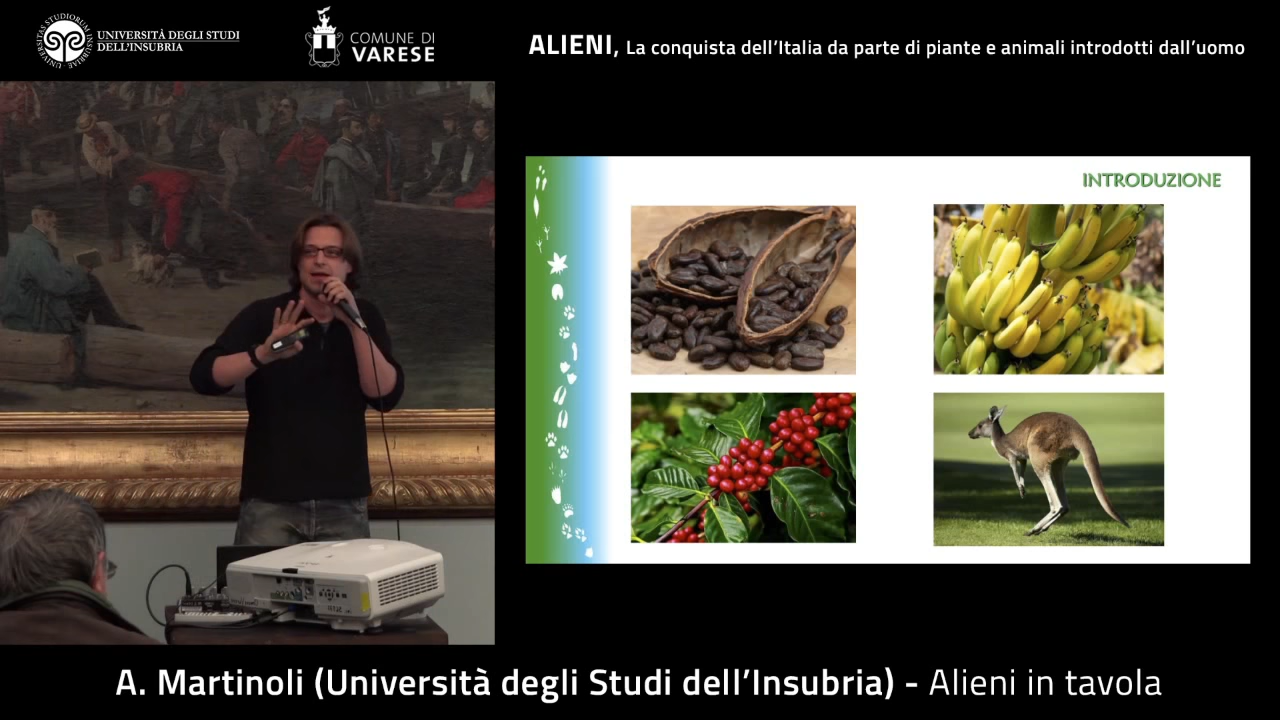 UNIVERSITÀ DEGLI STUDI
DELL'INSUBRIA
COMUNE DI
VARESE
ALIENI, La conquista dell'Italia da parte di piante e animali introdotti dall'uomo
INTRODUZIONE
A. Martinoli (Università degli Studi dell'Insubria) - Alieni in tavola